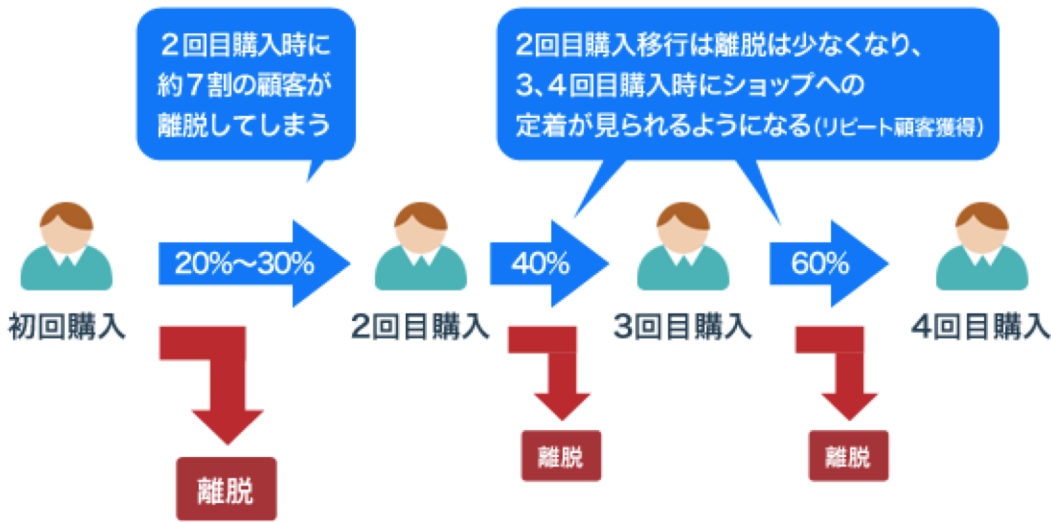 2回目購入時に
約7割の顧客が
離脱してしまう
2回目購入移行は離脱は少なくなり、
3、4回目購入時にショップへの
定着が見られるようになる(リピート顧客獲得)
20%～30%
40%
60%
初回購入
2回目購入
3回目購入
4回目購入
離脱
離脱
離脱